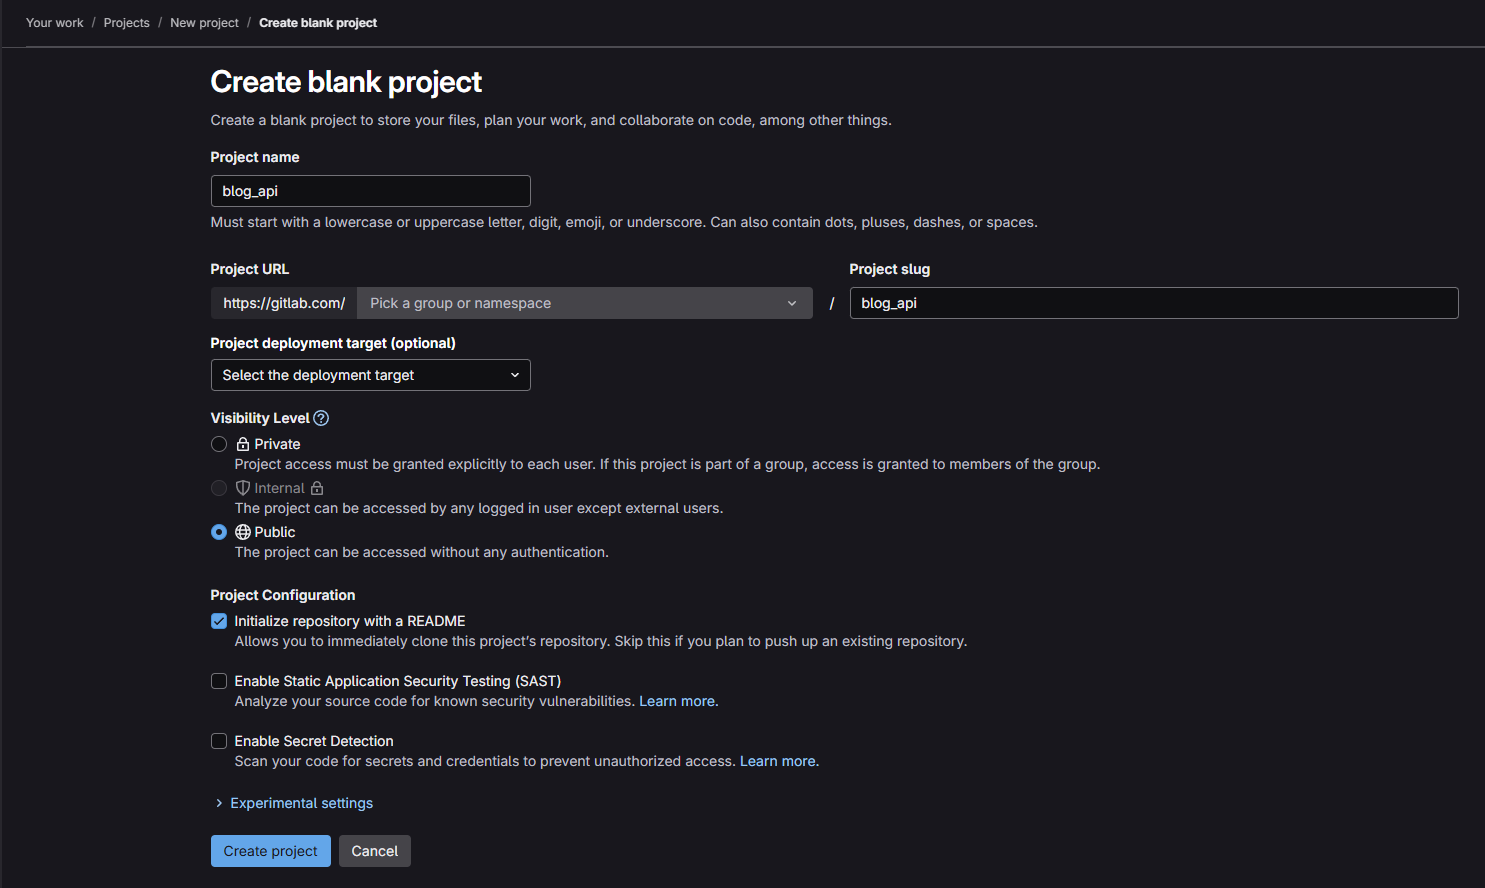 Your work / Projects / New project / Create blank project
Create blank project
Create a blank project to store your files, plan your work, and collaborate on code, among other things.
Project name
blog_api
Must start with a lowercase or uppercase letter, digit, emoji, or underscore. Can also contain dots, pluses, dashes, or spaces.
Project URL
Project slug
https://gitlab.com/ Pick a group or namespace / blog_api
Project deployment target (optional)
Select the deployment target
Visibility Level ?
Private
Project access must be granted explicitly to each user. If this project is part of a group, access is granted to members of the group.
Internal
The project can be accessed by any logged in user except external users.
Public
The project can be accessed without any authentication.
Project Configuration
Initialize repository with a README
Allows you to immediately clone this project's repository. Skip this if you plan to push up an existing repository.
Enable Static Application Security Testing (SAST)
Analyze your source code for known security vulnerabilities. Learn more.
Enable Secret Detection
Scan your code for secrets and credentials to prevent unauthorized access. Learn more.
Experimental settings
Create project Cancel